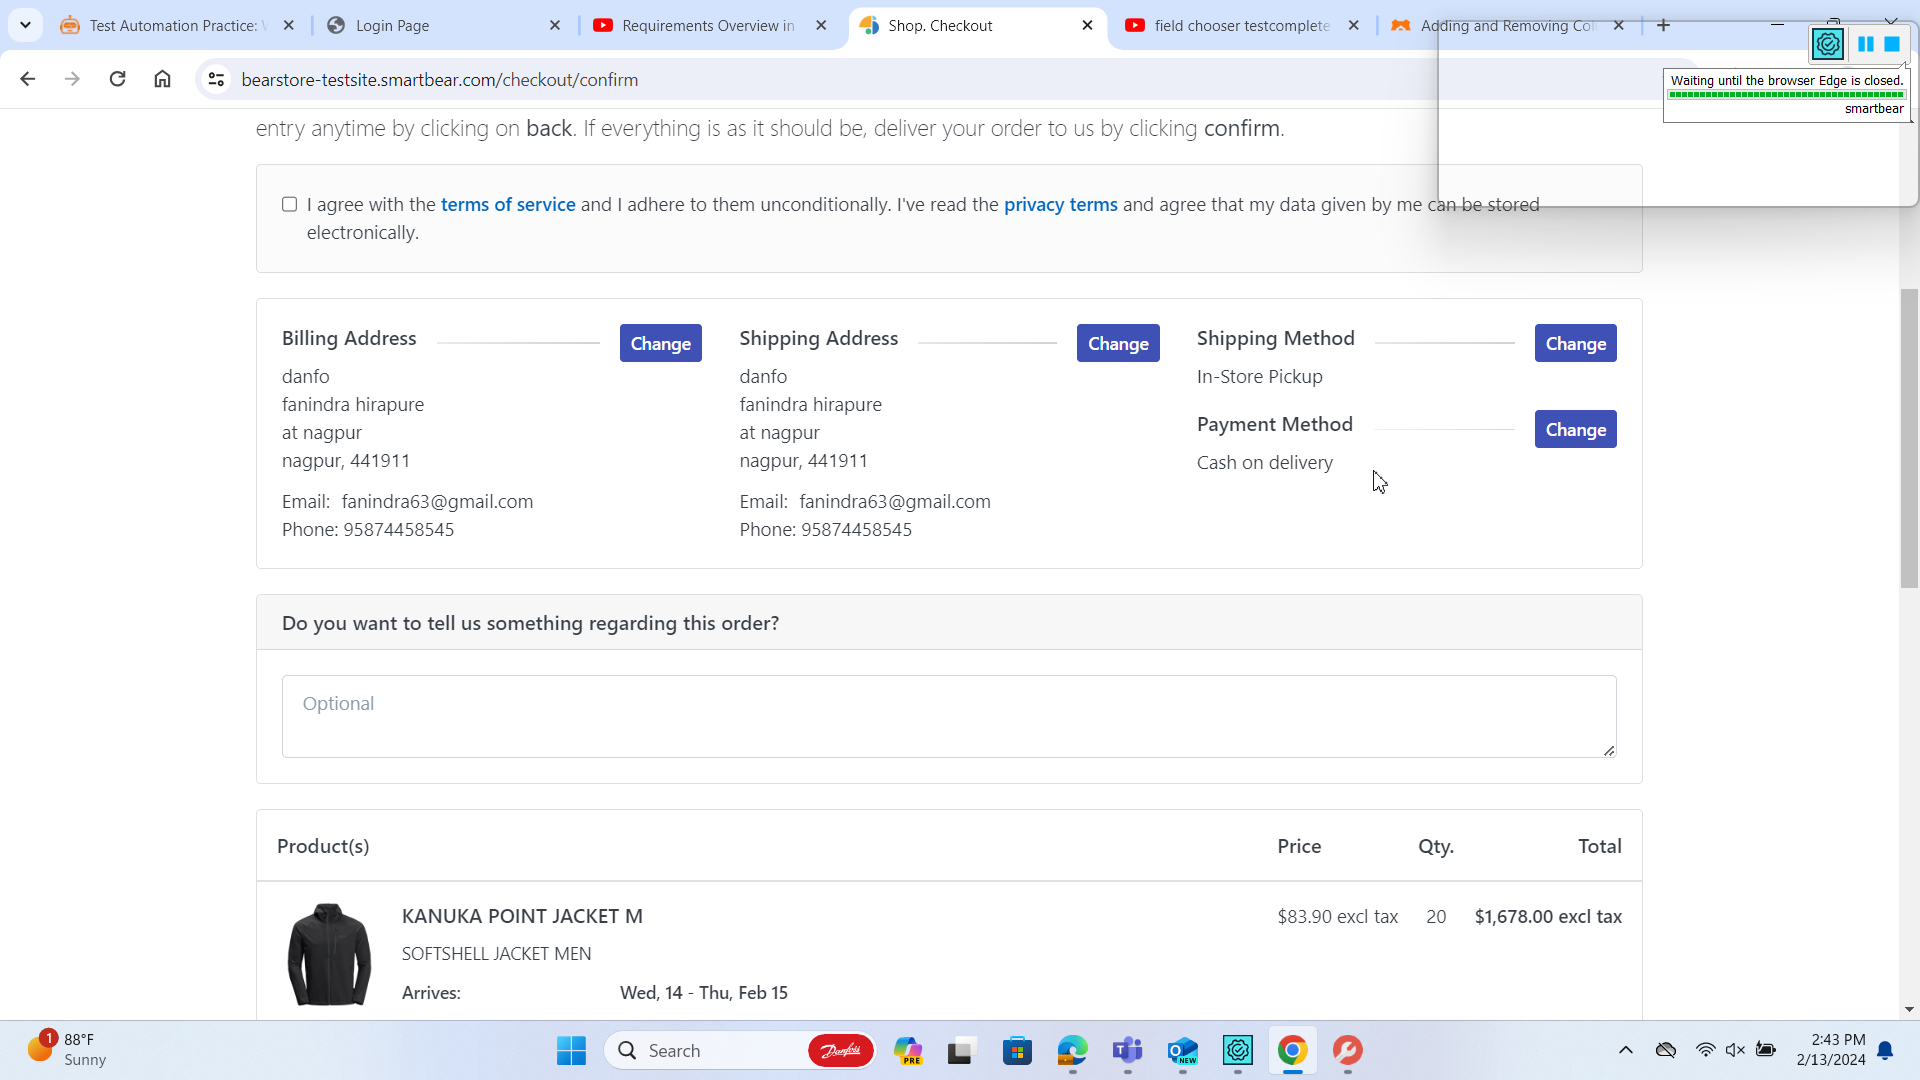 Test Automation Practice:
Login Page
Requirements Overview in
Shop. Checkout
field chooser testcomplete
Adding and Removing Col
bearstore-testsite.smartbear.com/checkout/confirm
Waiting until the browser Edge is closed.
smartbear
entry anytime by clicking on back. If everything is as it should be, deliver your order to us by clicking confirm.
I agree with the terms of service and I adhere to them unconditionally. I've read the privacy terms and agree that my data given by me can be stored
electronically.
Billing Address
Change
danfo
fanindra hirapure
at nagpur
nagpur, 441911
Email: fanindra63@gmail.com
Phone: 95874458545
Shipping Address
Change
danfo
fanindra hirapure
at nagpur
nagpur, 441911
Email: fanindra63@gmail.com
Phone: 95874458545
Shipping Method
Change
In-Store Pickup
Payment Method
Change
Cash on delivery
Do you want to tell us something regarding this order?
Optional
Product(s) Price Qty. Total
KANUKA POINT JACKET M $83.90 excl tax 20 $1,678.00 excl tax
SOFTSHELL JACKET MEN
Arrives: Wed, 14 - Thu, Feb 15
1
88°F
Sunny
Search
Danfoss
PRE
NEW
2:43 PM
2/13/2024